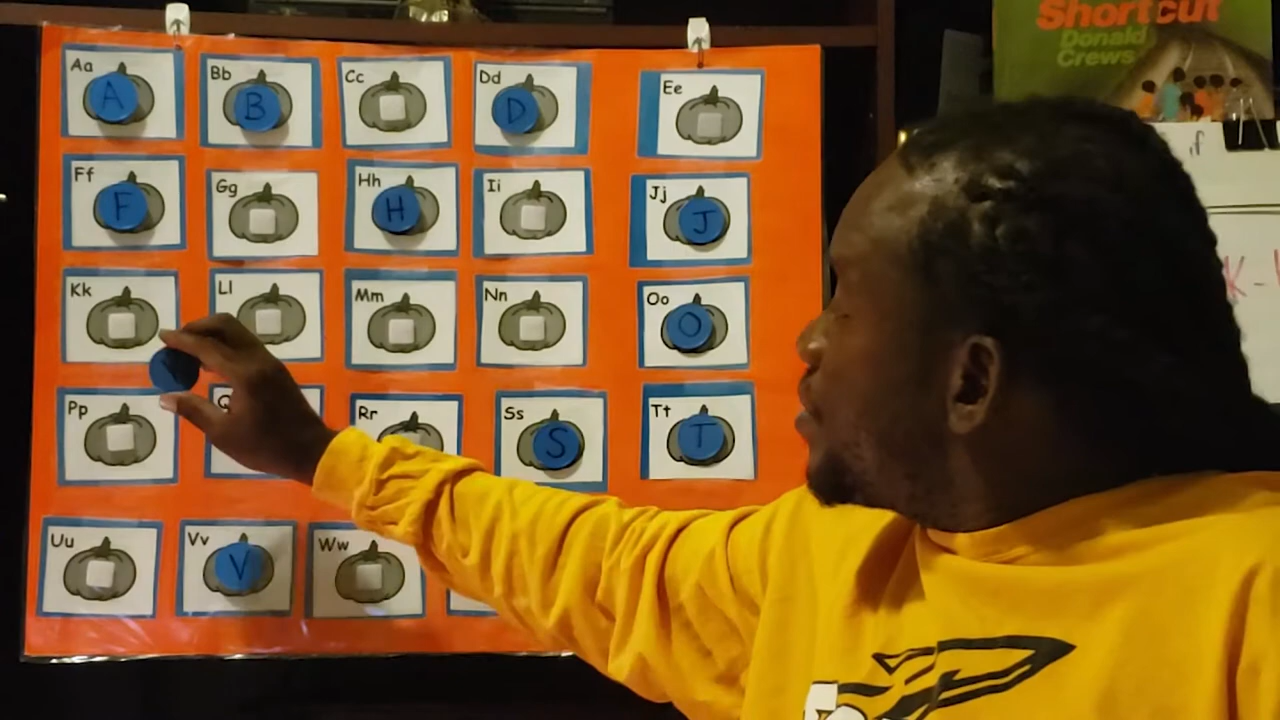 Shortcut
Donald
Crews
Aa A
Bb B
Cc
Dd D
Ee
Ff F
Gg
Hh H
Ii
Jj J
Kk
Ll
Mm
Nn
Oo O
Pp
Rr
Ss S
Tt T
Uu
Vv V
Ww